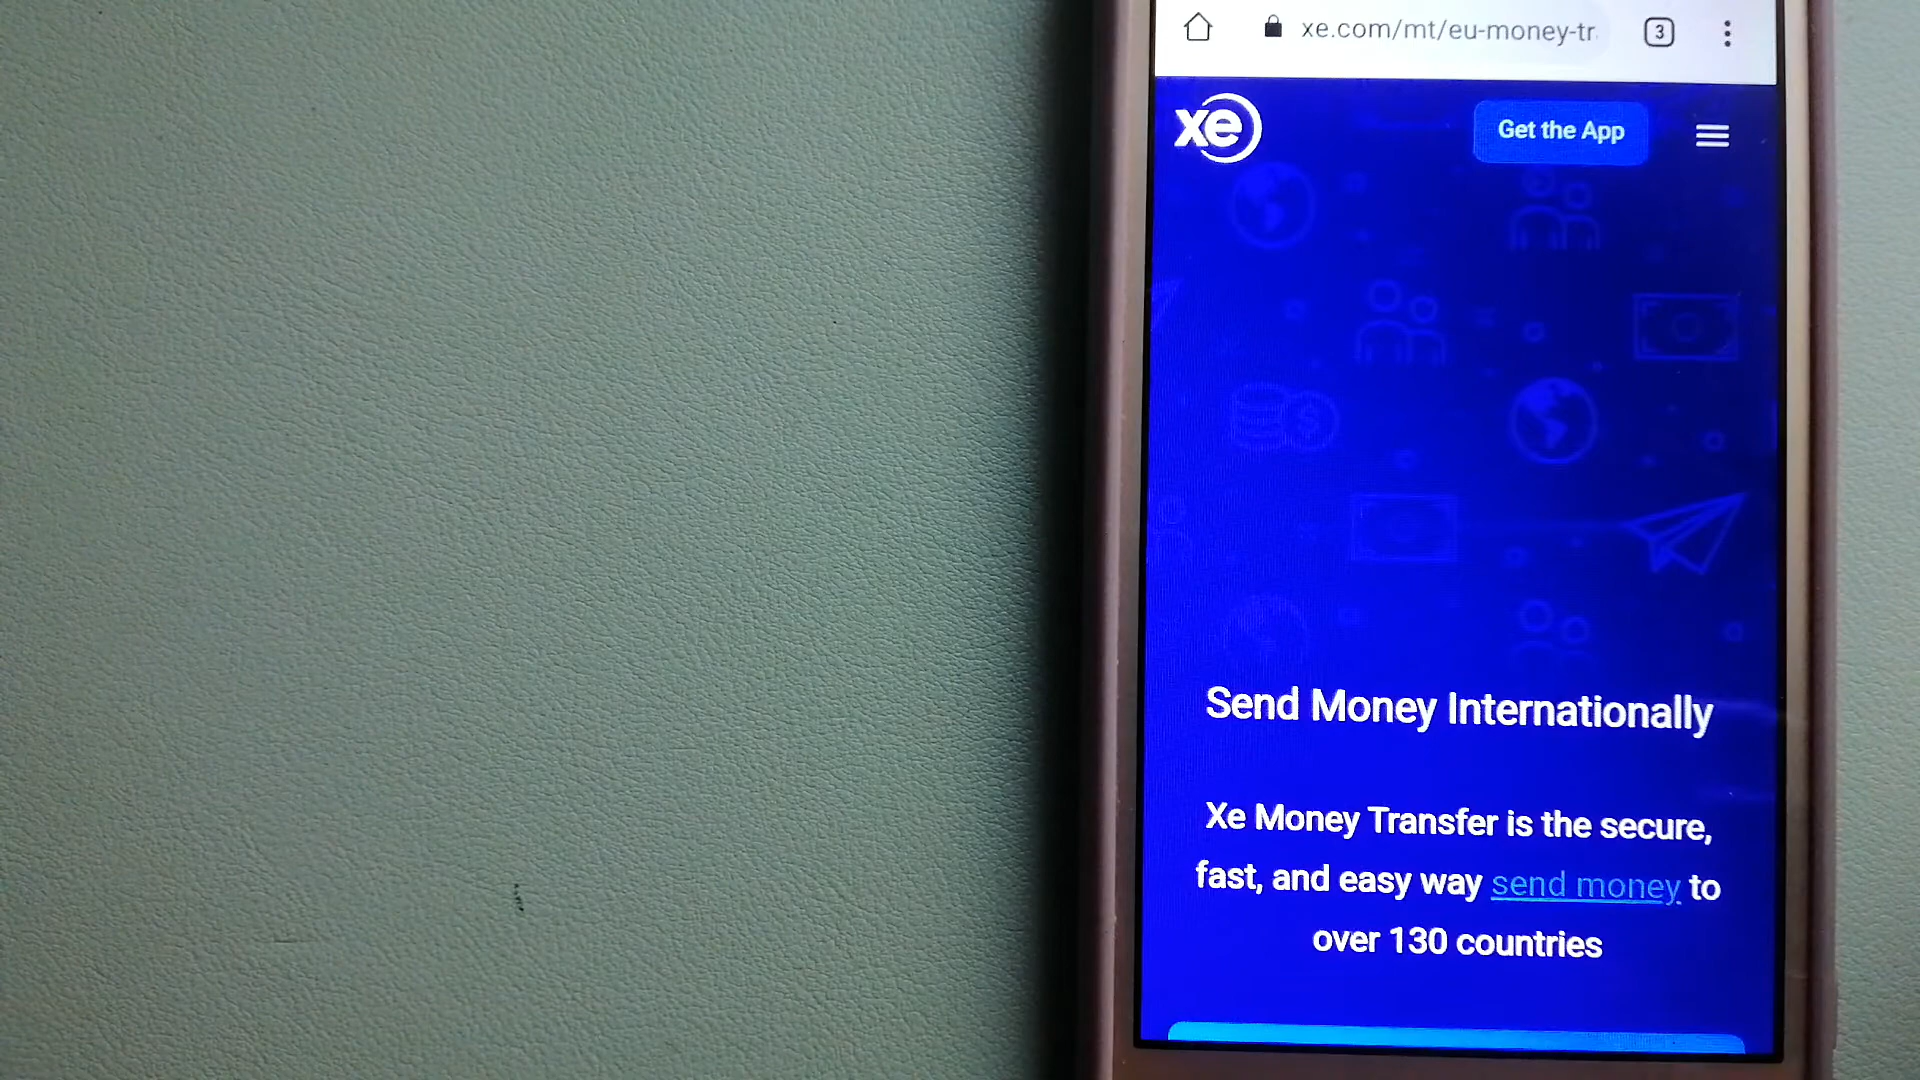 xe.com/mt/eu-money-tr
3
xe
Get the App
Send Money Internationally
Xe Money Transfer is the secure,
fast, and easy way send money to
over 130 countries